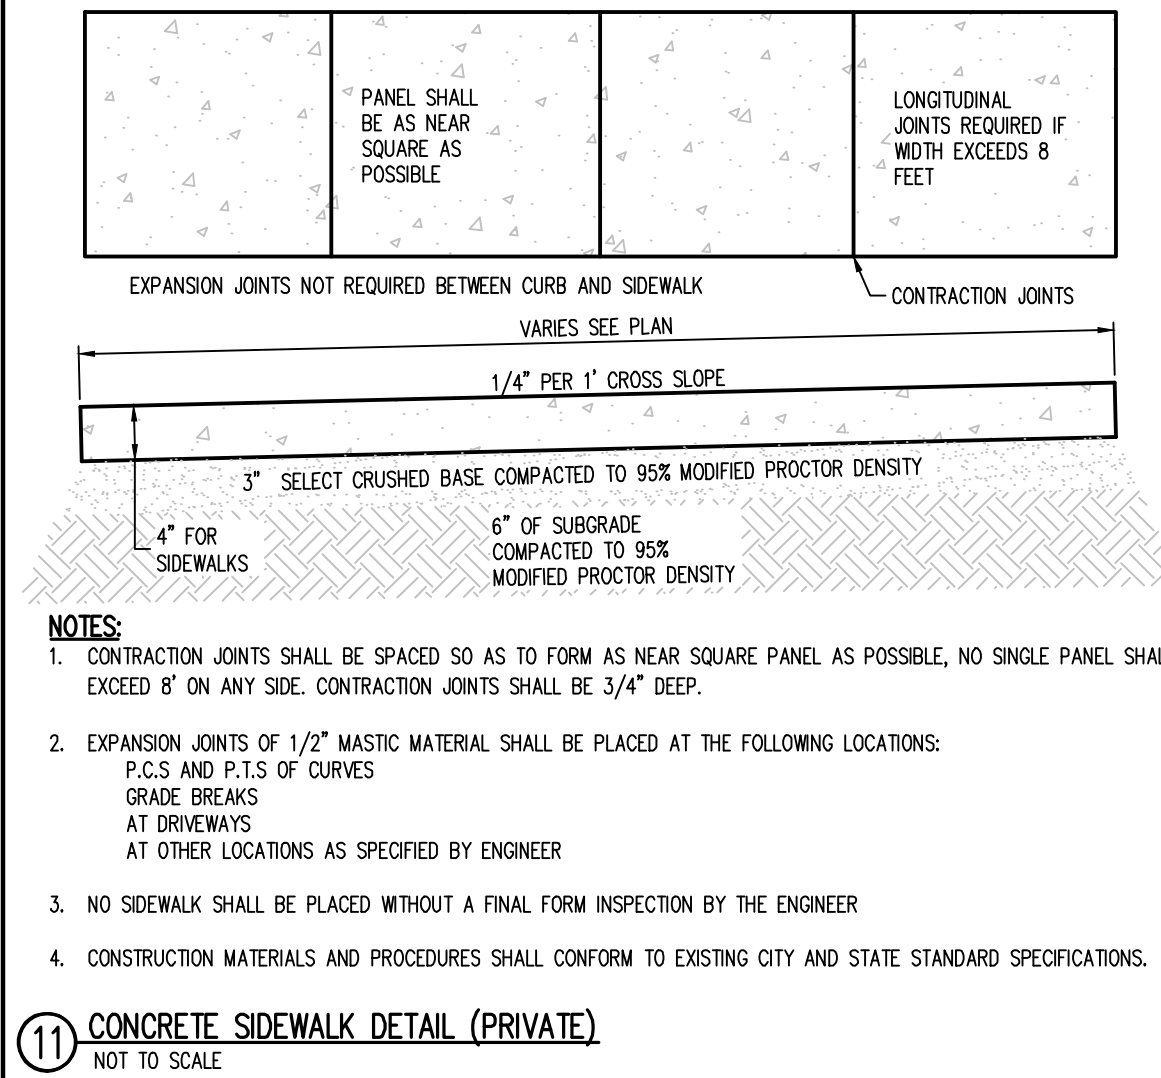 PANEL SHALL
BE AS NEAR
SQUARE AS
POSSIBLE
LONGITUDINAL
JOINTS REQUIRED IF
WIDTH EXCEEDS 8
FEET
EXPANSION JOINTS NOT REQUIRED BETWEEN CURB AND SIDEWALK
CONTRACTION JOINTS
VARIES SEE PLAN
1/4" PER 1' CROSS SLOPE
3" SELECT CRUSHED BASE COMPACTED TO 95% MODIFIED PROCTOR DENSITY
4" FOR
SIDEWALKS
6" OF SUBGRADE
COMPACTED TO 95%
MODIFIED PROCTOR DENSITY
NOTES:
1. CONTRACTION JOINTS SHALL BE SPACED SO AS TO FORM AS NEAR SQUARE PANEL AS POSSIBLE, NO SINGLE PANEL
EXCEED 8' ON ANY SIDE. CONTRACTION JOINTS SHALL BE 3/4" DEEP.
2. EXPANSION JOINTS OF 1/2" MASTIC MATERIAL SHALL BE PLACED AT THE FOLLOWING LOCATIONS:
P.C.S AND P.T.S OF CURVES
GRADE BREAKS
AT DRIVEWAYS
AT OTHER LOCATIONS AS SPECIFIED BY ENGINEER
3. NO SIDEWALK SHALL BE PLACED WITHOUT A FINAL FORM INSPECTION BY THE ENGINEER
4. CONSTRUCTION MATERIALS AND PROCEDURES SHALL CONFORM TO EXISTING CITY AND STATE STANDARD SPECIFICATIONS.
11 CONCRETE SIDEWALK DETAIL (PRIVATE)
NOT TO SCALE